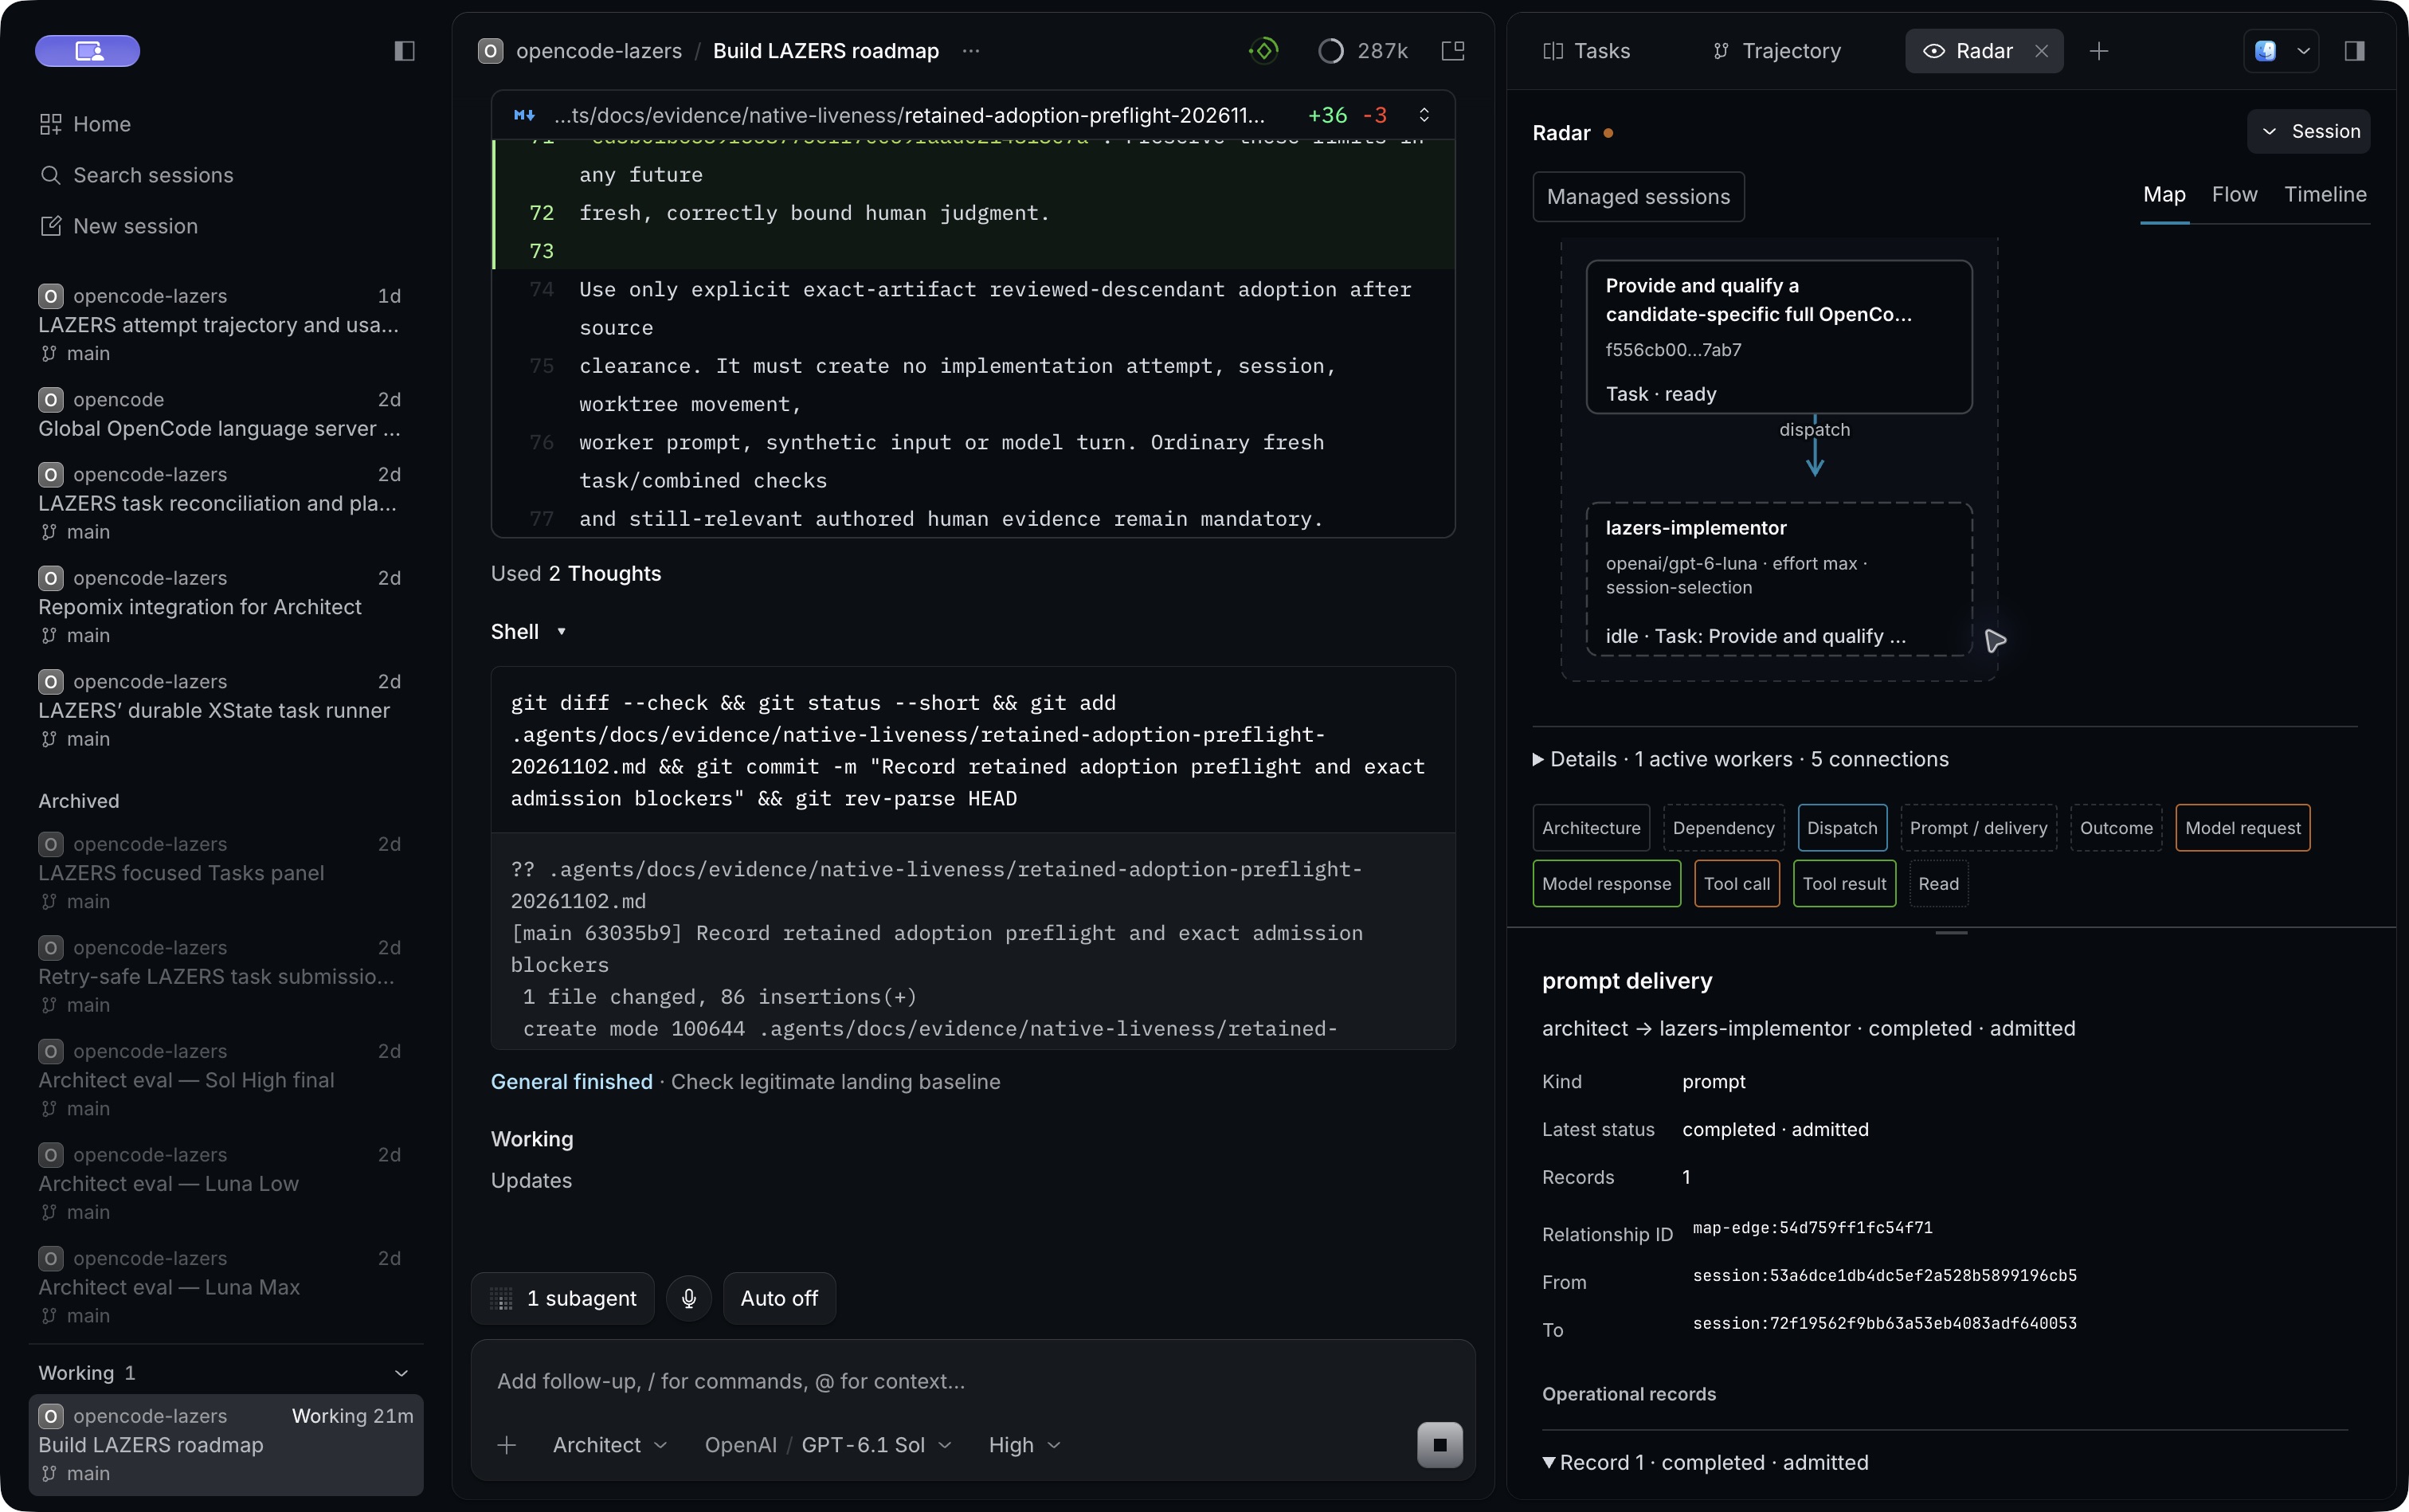 Home
Search sessions
New session
O opencode-lazers 1d
LAZERS attempt trajectory and usa...
main
O opencode 2d
Global OpenCode language server ...
O opencode-lazers 2d
LAZERS task reconciliation and pla...
main
O opencode-lazers 2d
Repomix integration for Architect
main
O opencode-lazers 2d
LAZERS’ durable XState task runner
main
Archived
O opencode-lazers 2d
LAZERS focused Tasks panel
main
O opencode-lazers 2d
Retry-safe LAZERS task submissio...
main
O opencode-lazers 2d
Architect eval — Sol High final
main
O opencode-lazers 2d
Architect eval — Luna Low
main
O opencode-lazers 2d
Architect eval — Luna Max
main
Working 1
O opencode-lazers Working 21m
Build LAZERS roadmap
main
O opencode-lazers / Build LAZERS roadmap ...
287k
M↓ ...ts/docs/evidence/native-liveness/retained-adoption-preflight-202611... +36 -3
any future
72 fresh, correctly bound human judgment.
73
74 Use only explicit exact-artifact reviewed-descendant adoption after
source
75 clearance. It must create no implementation attempt, session,
worktree movement,
76 worker prompt, synthetic input or model turn. Ordinary fresh
task/combined checks
77 and still-relevant authored human evidence remain mandatory.
Used 2 Thoughts
Shell
git diff --check && git status --short && git add
.agents/docs/evidence/native-liveness/retained-adoption-preflight-
20261102.md && git commit -m "Record retained adoption preflight and exact
admission blockers" && git rev-parse HEAD
?? .agents/docs/evidence/native-liveness/retained-adoption-preflight-
20261102.md
[main 63035b9] Record retained adoption preflight and exact admission
blockers
1 file changed, 86 insertions(+)
create mode 100644 .agents/docs/evidence/native-liveness/retained-
General finished · Check legitimate landing baseline
Working
Updates
1 subagent
Auto off
Add follow-up, / for commands, @ for context...
Architect OpenAI / GPT-6.1 Sol High
Tasks Trajectory Radar
Radar Session
Managed sessions Map Flow Timeline
Provide and qualify a
candidate-specific full OpenCo...
f556cb00...7ab7
Task · ready
dispatch
lazers-implementor
openai/gpt-6-luna · effort max ·
session-selection
idle · Task: Provide and qualify ...
Details · 1 active workers · 5 connections
Architecture Dependency Dispatch Prompt / delivery Outcome Model request
Model response Tool call Tool result Read
prompt delivery
architect → lazers-implementor · completed · admitted
Kind prompt
Latest status completed · admitted
Records 1
Relationship ID map-edge:54d759ff1fc54f71
From session:53a6dce1db4dc5ef2a528b5899196cb5
To session:72f19562f9bb63a53eb4083adf640053
Operational records
Record 1 · completed · admitted